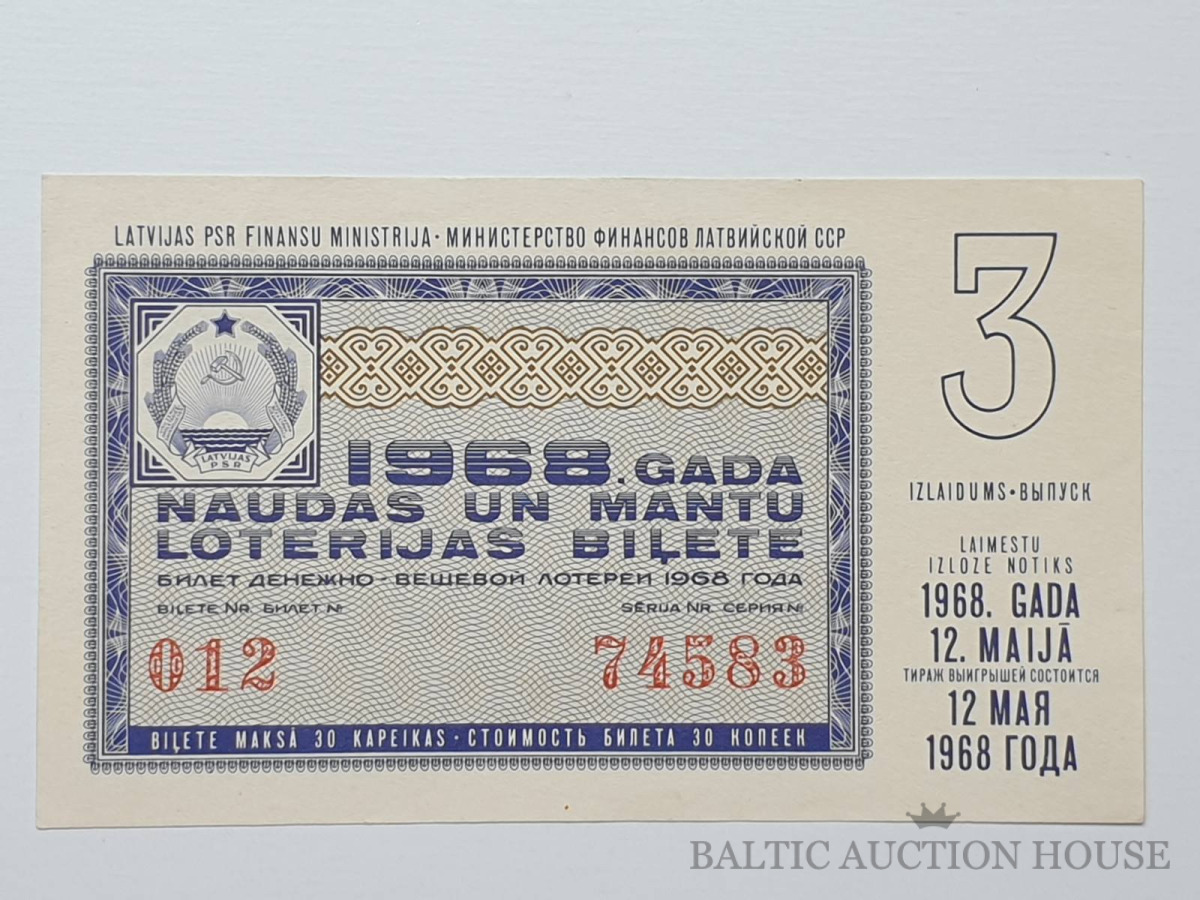 LATVIJAS PSR FINANSU MINISTRIJA · МИНИСТЕРСТВО ФИНАНСОВ ЛАТВИЙСКОЙ ССР
LATVIJAS
PSR
1968. GADA
NAUDAS UN MANTU
LOTERIJAS BIĻETE
БИЛЕТ ДЕНЕЖНО-ВЕЩЕВОЙ ЛОТЕРЕИ 1968 ГОДА
BIĻETE NR. БИЛЕТ № SĒRIJA NR. СЕРИЯ №
012 74583
BIĻETE MAKSĀ 30 KAPEIKAS · СТОИМОСТЬ БИЛЕТА 30 КОПЕЕК
3
IZLAIDUMS · ВЫПУСК
LAIMESTU
IZLOZE NOTIKS
1968. GADA
12. MAIJĀ
ТИРАЖ ВЫИГРЫШЕЙ СОСТОИТСЯ
12 МАЯ
1968 ГОДА
BALTIC AUCTION HOUSE